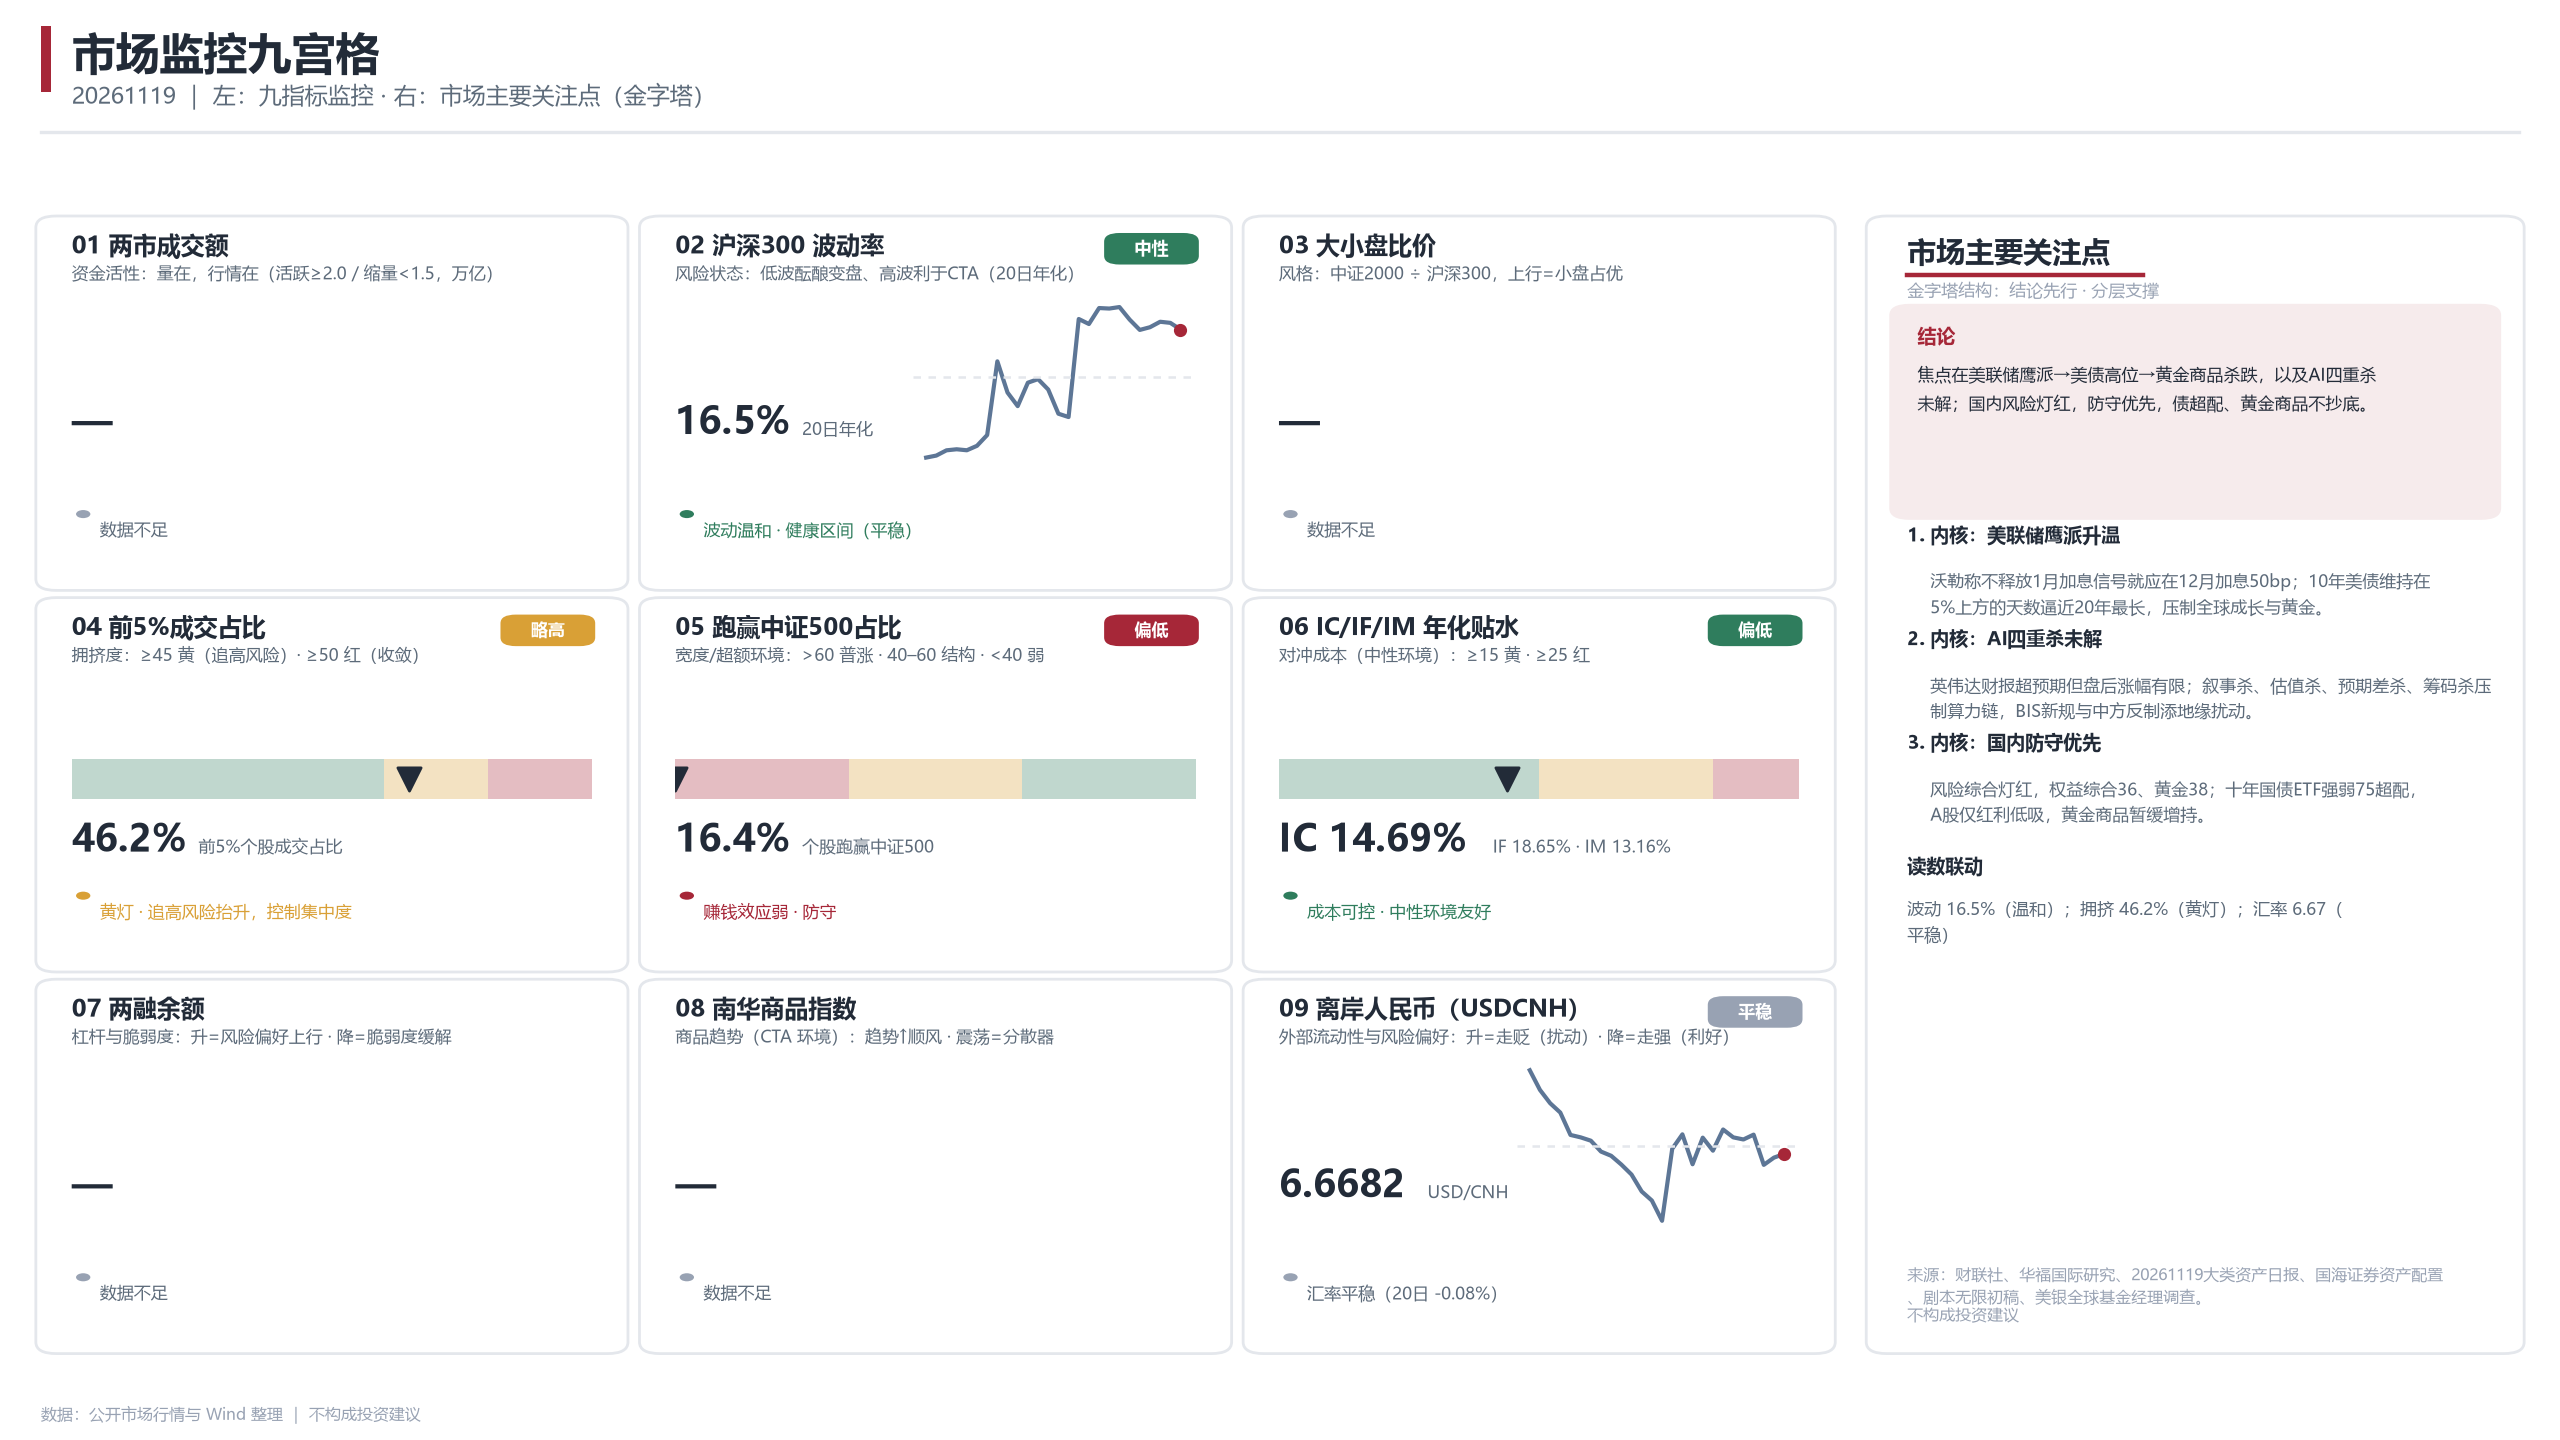 市场监控九宫格
20261119 | 左：九指标监控 · 右：市场主要关注点（金字塔）
01 两市成交额
资金活性：量在，行情在（活跃≥2.0 / 缩量<1.5，万亿）
—
数据不足
02 沪深300 波动率
中性
风险状态：低波酝酿变盘、高波利于CTA（20日年化）
16.5% 20日年化
波动温和 · 健康区间（平稳）
03 大小盘比价
风格：中证2000 ÷ 沪深300，上行=小盘占优
—
数据不足
04 前5%成交占比
略高
拥挤度：≥45 黄（追高风险）· ≥50 红（收敛）
46.2% 前5%个股成交占比
黄灯 · 追高风险抬升，控制集中度
05 跑赢中证500占比
偏低
宽度/超额环境：>60 普涨 · 40–60 结构 · <40 弱
16.4% 个股跑赢中证500
赚钱效应弱 · 防守
06 IC/IF/IM 年化贴水
偏低
对冲成本（中性环境）：≥15 黄 · ≥25 红
IC 14.69% IF 18.65% · IM 13.16%
成本可控 · 中性环境友好
07 两融余额
杠杆与脆弱度：升=风险偏好上行 · 降=脆弱度缓解
—
数据不足
08 南华商品指数
商品趋势（CTA 环境）：趋势↑顺风 · 震荡=分散器
—
数据不足
09 离岸人民币（USDCNH）
平稳
外部流动性与风险偏好：升=走贬（扰动）· 降=走强（利好）
6.6682 USD/CNH
汇率平稳（20日 -0.08%）
市场主要关注点
金字塔结构：结论先行 · 分层支撑
结论
焦点在美联储鹰派→美债高位→黄金商品杀跌，以及AI四重杀
未解；国内风险灯红，防守优先，债超配、黄金商品不抄底。
1. 内核：美联储鹰派升温
沃勒称不释放1月加息信号就应在12月加息50bp；10年美债维持在
5%上方的天数逼近20年最长，压制全球成长与黄金。
2. 内核：AI四重杀未解
英伟达财报超预期但盘后涨幅有限；叙事杀、估值杀、预期差杀、筹码杀压
制算力链，BIS新规与中方反制添地缘扰动。
3. 内核：国内防守优先
风险综合灯红，权益综合36、黄金38；十年国债ETF强弱75超配，
A股仅红利低吸，黄金商品暂缓增持。
读数联动
波动 16.5%（温和）；拥挤 46.2%（黄灯）；汇率 6.67（
平稳）
来源：财联社、华福国际研究、20261119大类资产日报、国海证券资产配置
、剧本无限初稿、美银全球基金经理调查。
不构成投资建议
数据：公开市场行情与 Wind 整理 | 不构成投资建议